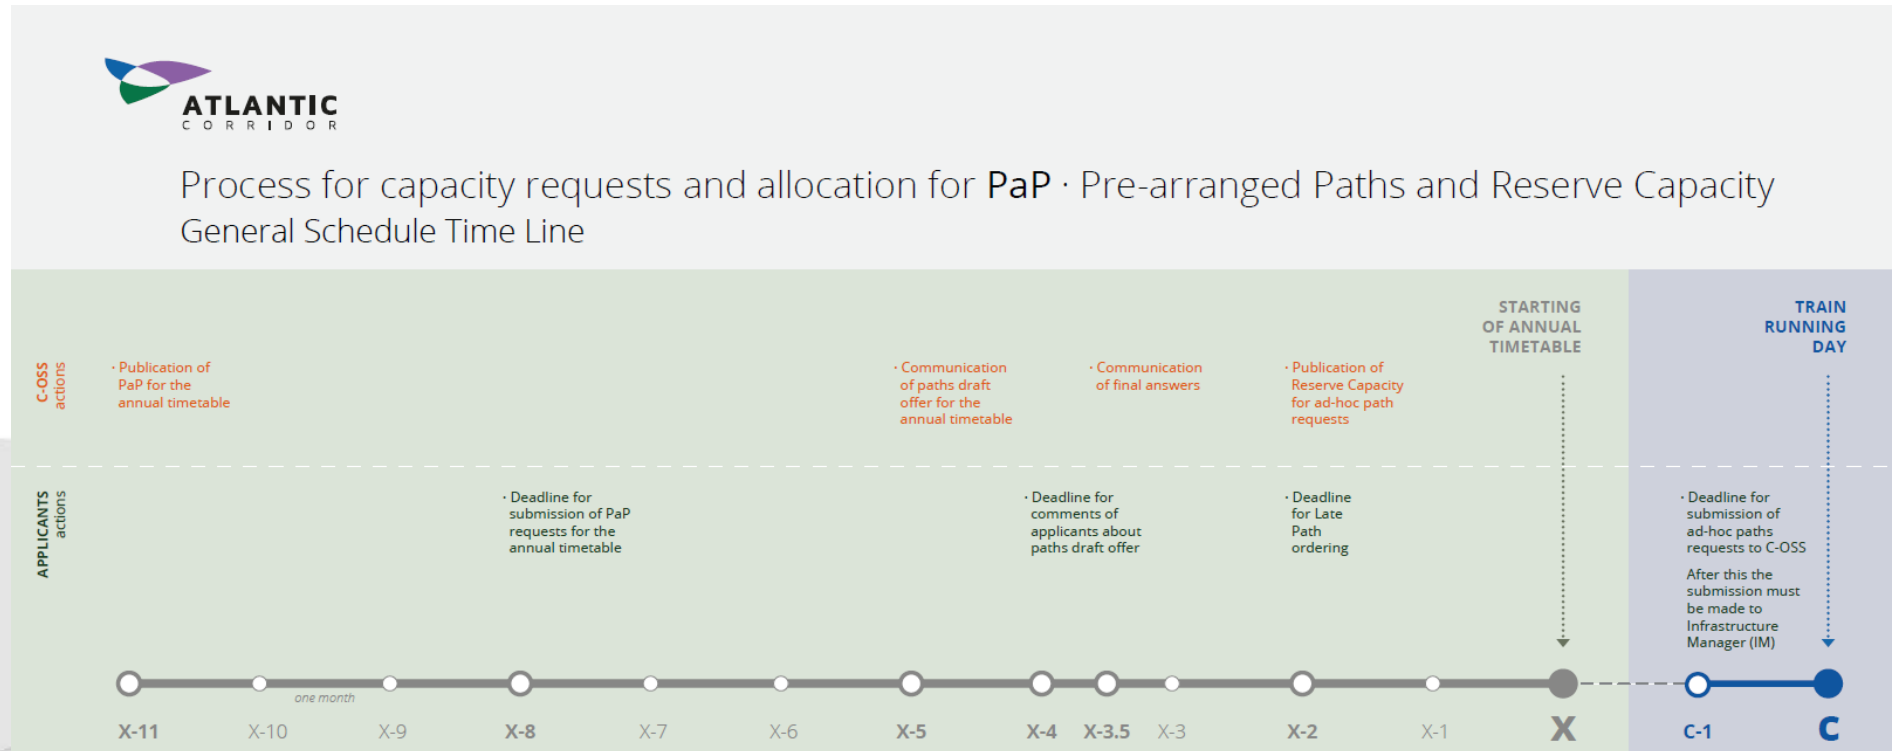 ATLANTIC
CORRIDOR
Process for capacity requests and allocation for PaP · Pre-arranged Paths and Reserve Capacity
General Schedule Time Line
STARTING
OF ANNUAL
TIMETABLE
TRAIN
RUNNING
DAY
C-OSS
actions
· Publication of
PaP for the
annual timetable
· Communication
of paths draft
offer for the
annual timetable
· Communication
of final answers
· Publication of
Reserve Capacity
for ad-hoc path
requests
APPLICANTS
actions
· Deadline for
submission of PaP
requests for the
annual timetable
· Deadline for
comments of
applicants about
paths draft offer
· Deadline
for Late
Path
ordering
· Deadline for
submission of
ad-hoc paths
requests to C-OSS
After this the
submission must
be made to
Infrastructure
Manager (IM)
one month
X-11 X-10 X-9 X-8 X-7 X-6 X-5 X-4 X-3.5 X-3 X-2 X-1 X C-1 C